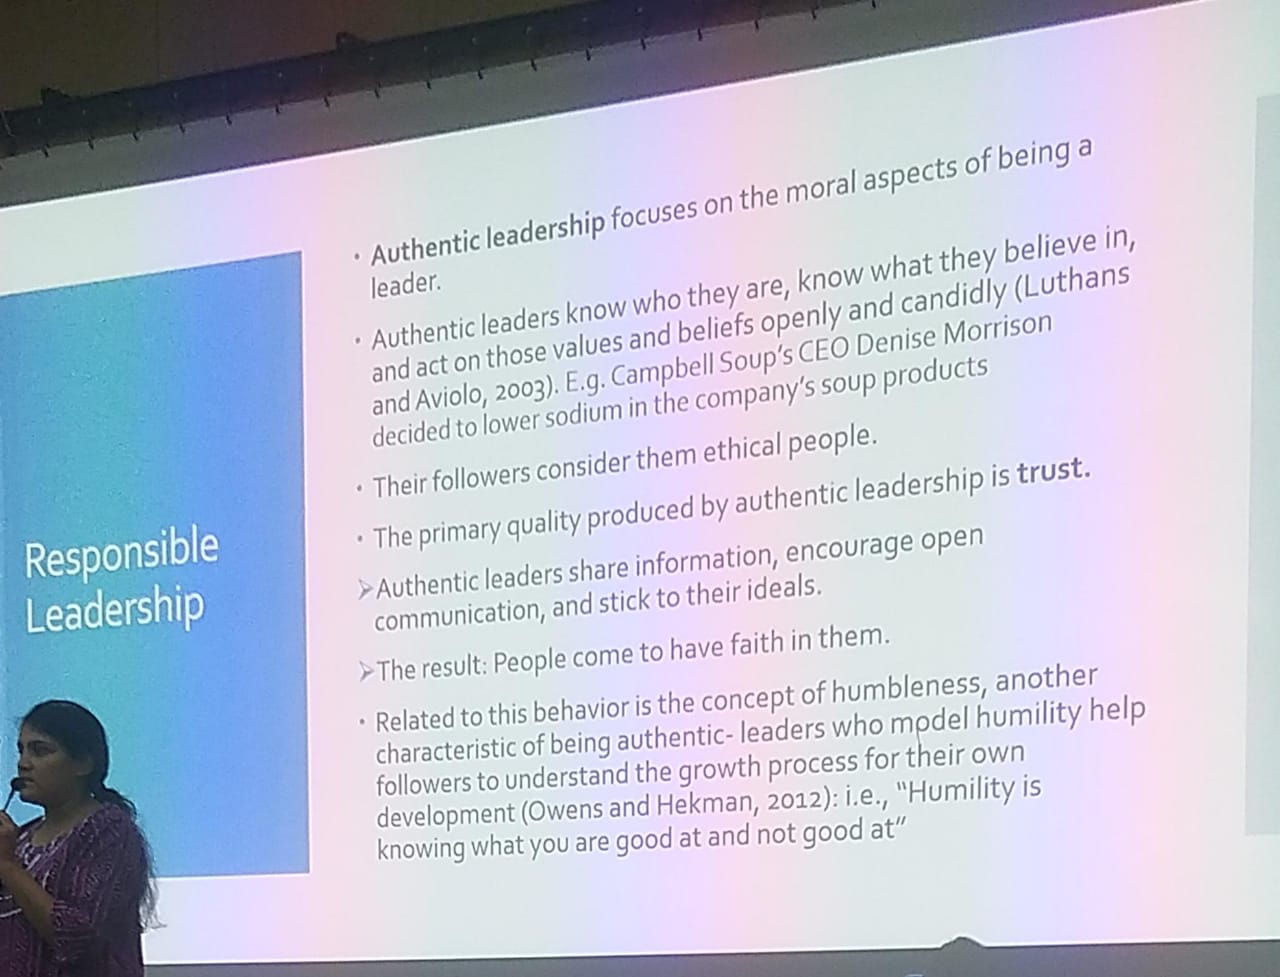 Responsible
Leadership
• Authentic leadership focuses on the moral aspects of being a
leader.
• Authentic leaders know who they are, know what they believe in,
and act on those values and beliefs openly and candidly (Luthans
and Aviolo, 2003). E.g. Campbell Soup's CEO Denise Morrison
decided to lower sodium in the company's soup products
• Their followers consider them ethical people.
• The primary quality produced by authentic leadership is trust.
➢Authentic leaders share information, encourage open
communication, and stick to their ideals.
➢The result: People come to have faith in them.
• Related to this behavior is the concept of humbleness, another
characteristic of being authentic- leaders who model humility help
followers to understand the growth process for their own
development (Owens and Hekman, 2012): i.e., "Humility is
knowing what you are good at and not good at"